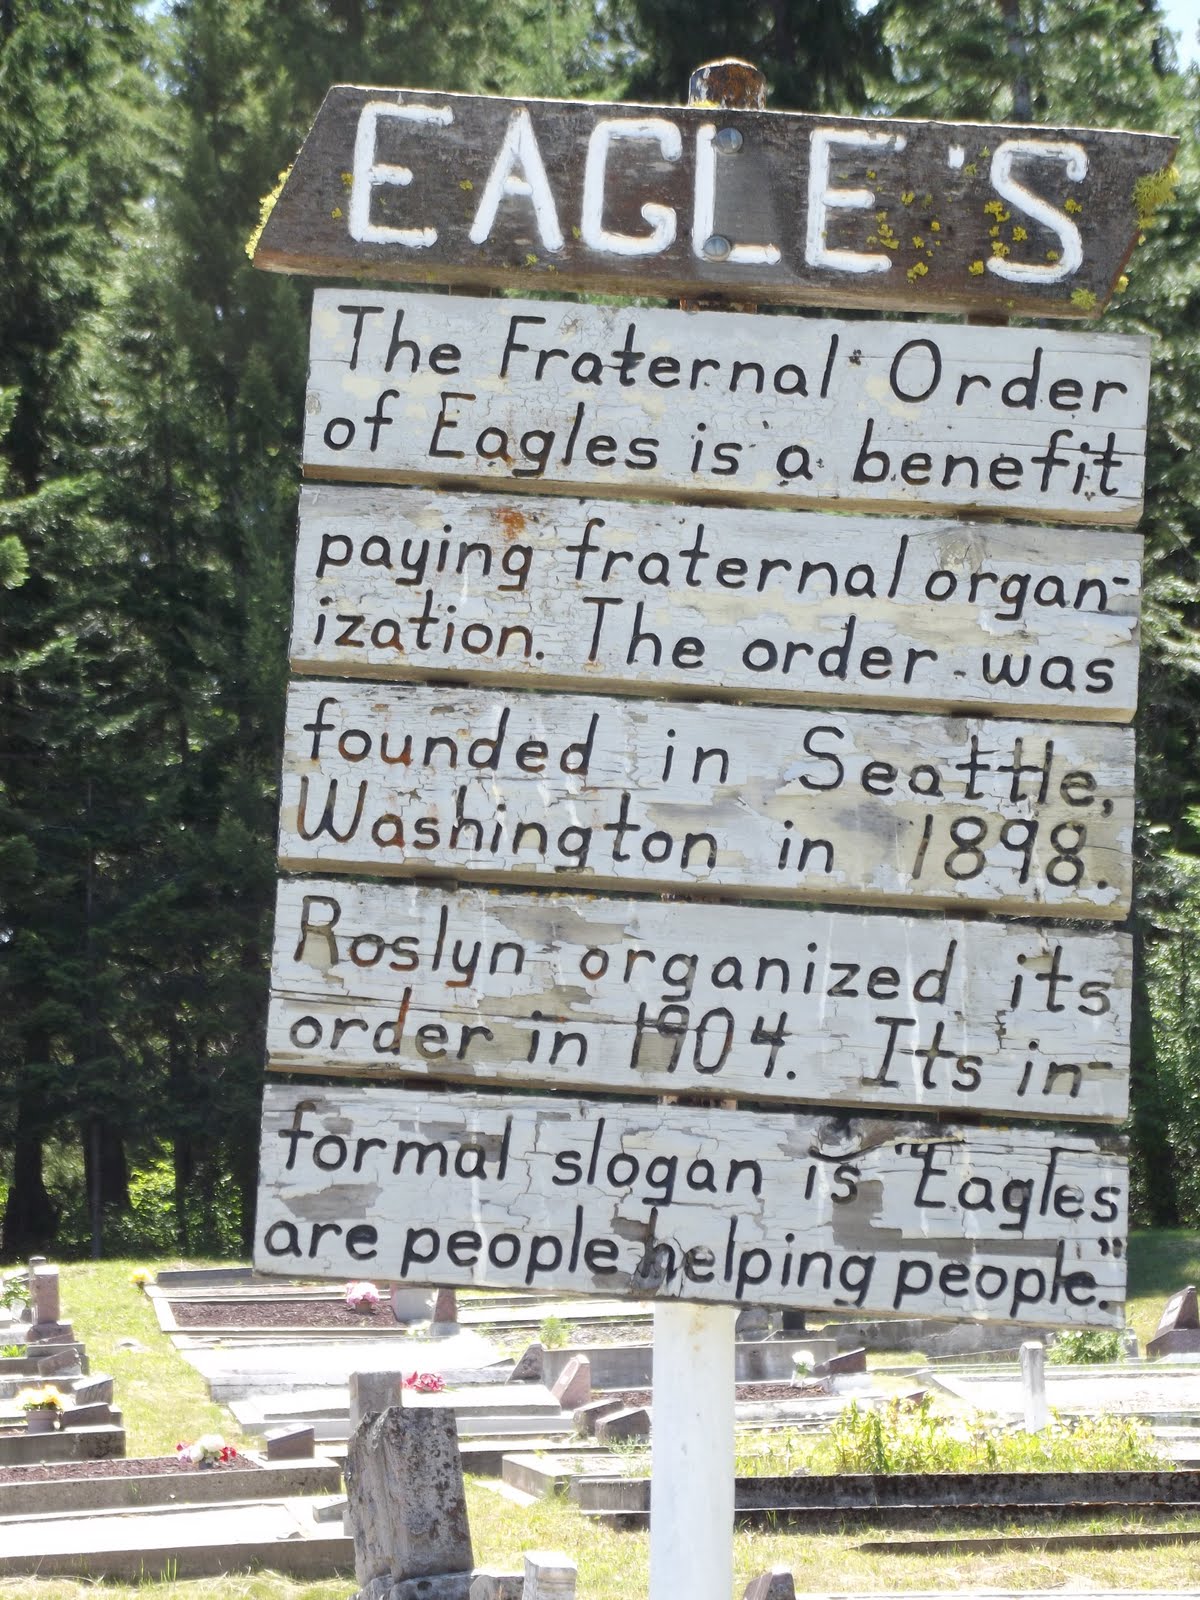 EAGLE'S
The Fraternal Order
of Eagles is a benefit
paying fraternal organ-
ization. The order was
founded in Seattle,
Washington in 1898.
Roslyn organized its
order in 1904. Its in-
formal slogan is "Eagles
are people helping people."